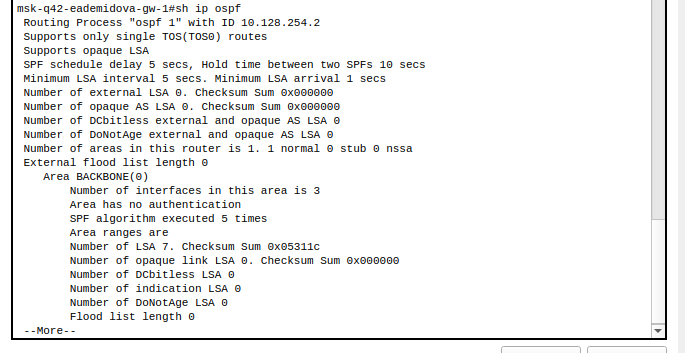 msk-q42-eademidova-gw-1#sh ip ospf
Routing Process "ospf 1" with ID 10.128.254.2
Supports only single TOS(TOS0) routes
Supports opaque LSA
SPF schedule delay 5 secs, Hold time between two SPFs 10 secs
Minimum LSA interval 5 secs. Minimum LSA arrival 1 secs
Number of external LSA 0. Checksum Sum 0x000000
Number of opaque AS LSA 0. Checksum Sum 0x000000
Number of DCbitless external and opaque AS LSA 0
Number of DoNotAge external and opaque AS LSA 0
Number of areas in this router is 1. 1 normal 0 stub 0 nssa
External flood list length 0
Area BACKBONE(0)
Number of interfaces in this area is 3
Area has no authentication
SPF algorithm executed 5 times
Area ranges are
Number of LSA 7. Checksum Sum 0x05311c
Number of opaque link LSA 0. Checksum Sum 0x000000
Number of DCbitless LSA 0
Number of indication LSA 0
Number of DoNotAge LSA 0
Flood list length 0
--More--